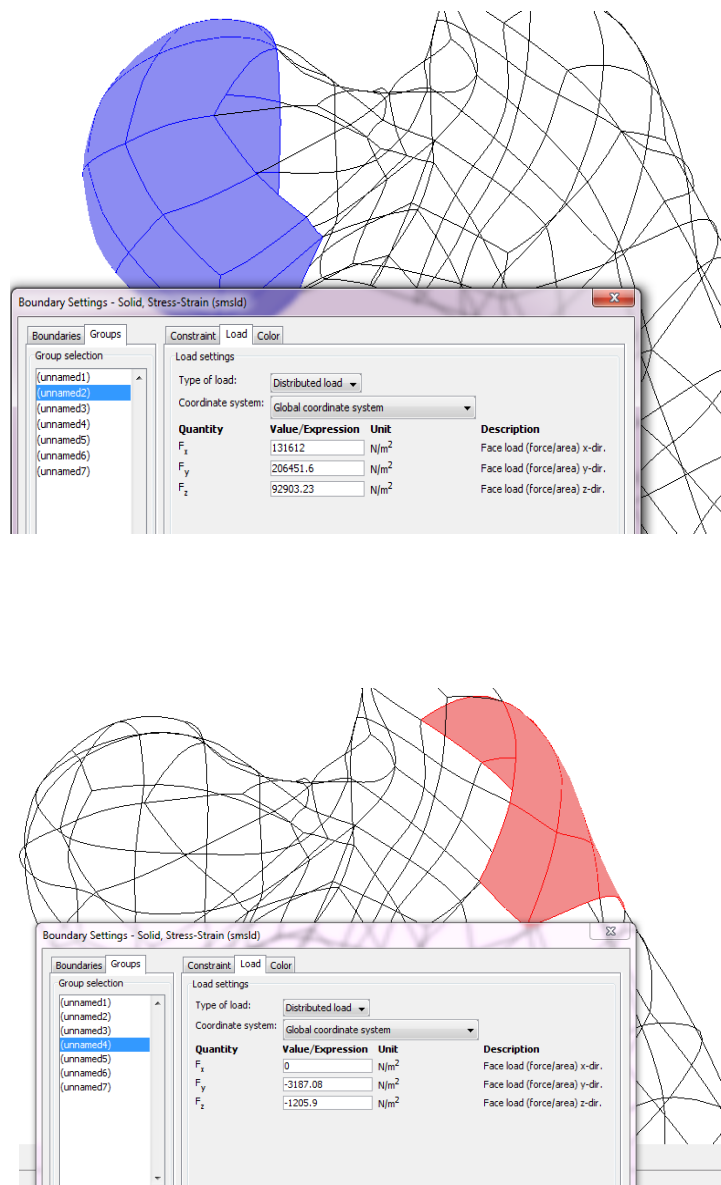 Boundary Settings - Solid, Stress-Strain (smsld)
Boundaries Groups Constraint Load Color
Group selection
(unnamed1)
(unnamed2)
(unnamed3)
(unnamed4)
(unnamed5)
(unnamed6)
(unnamed7)
Load settings
Type of load: Distributed load
Coordinate system: Global coordinate system
Quantity Value/Expression Unit Description
Fx 131612 N/m2 Face load (force/area) x-dir.
Fy 206451.6 N/m2 Face load (force/area) y-dir.
Fz 92903.23 N/m2 Face load (force/area) z-dir.
Boundary Settings - Solid, Stress-Strain (smsld)
Boundaries Groups Constraint Load Color
Group selection
(unnamed1)
(unnamed2)
(unnamed3)
(unnamed4)
(unnamed5)
(unnamed6)
(unnamed7)
Load settings
Type of load: Distributed load
Coordinate system: Global coordinate system
Quantity Value/Expression Unit Description
Fx 0 N/m2 Face load (force/area) x-dir.
Fy -3187.08 N/m2 Face load (force/area) y-dir.
Fz -1205.9 N/m2 Face load (force/area) z-dir.